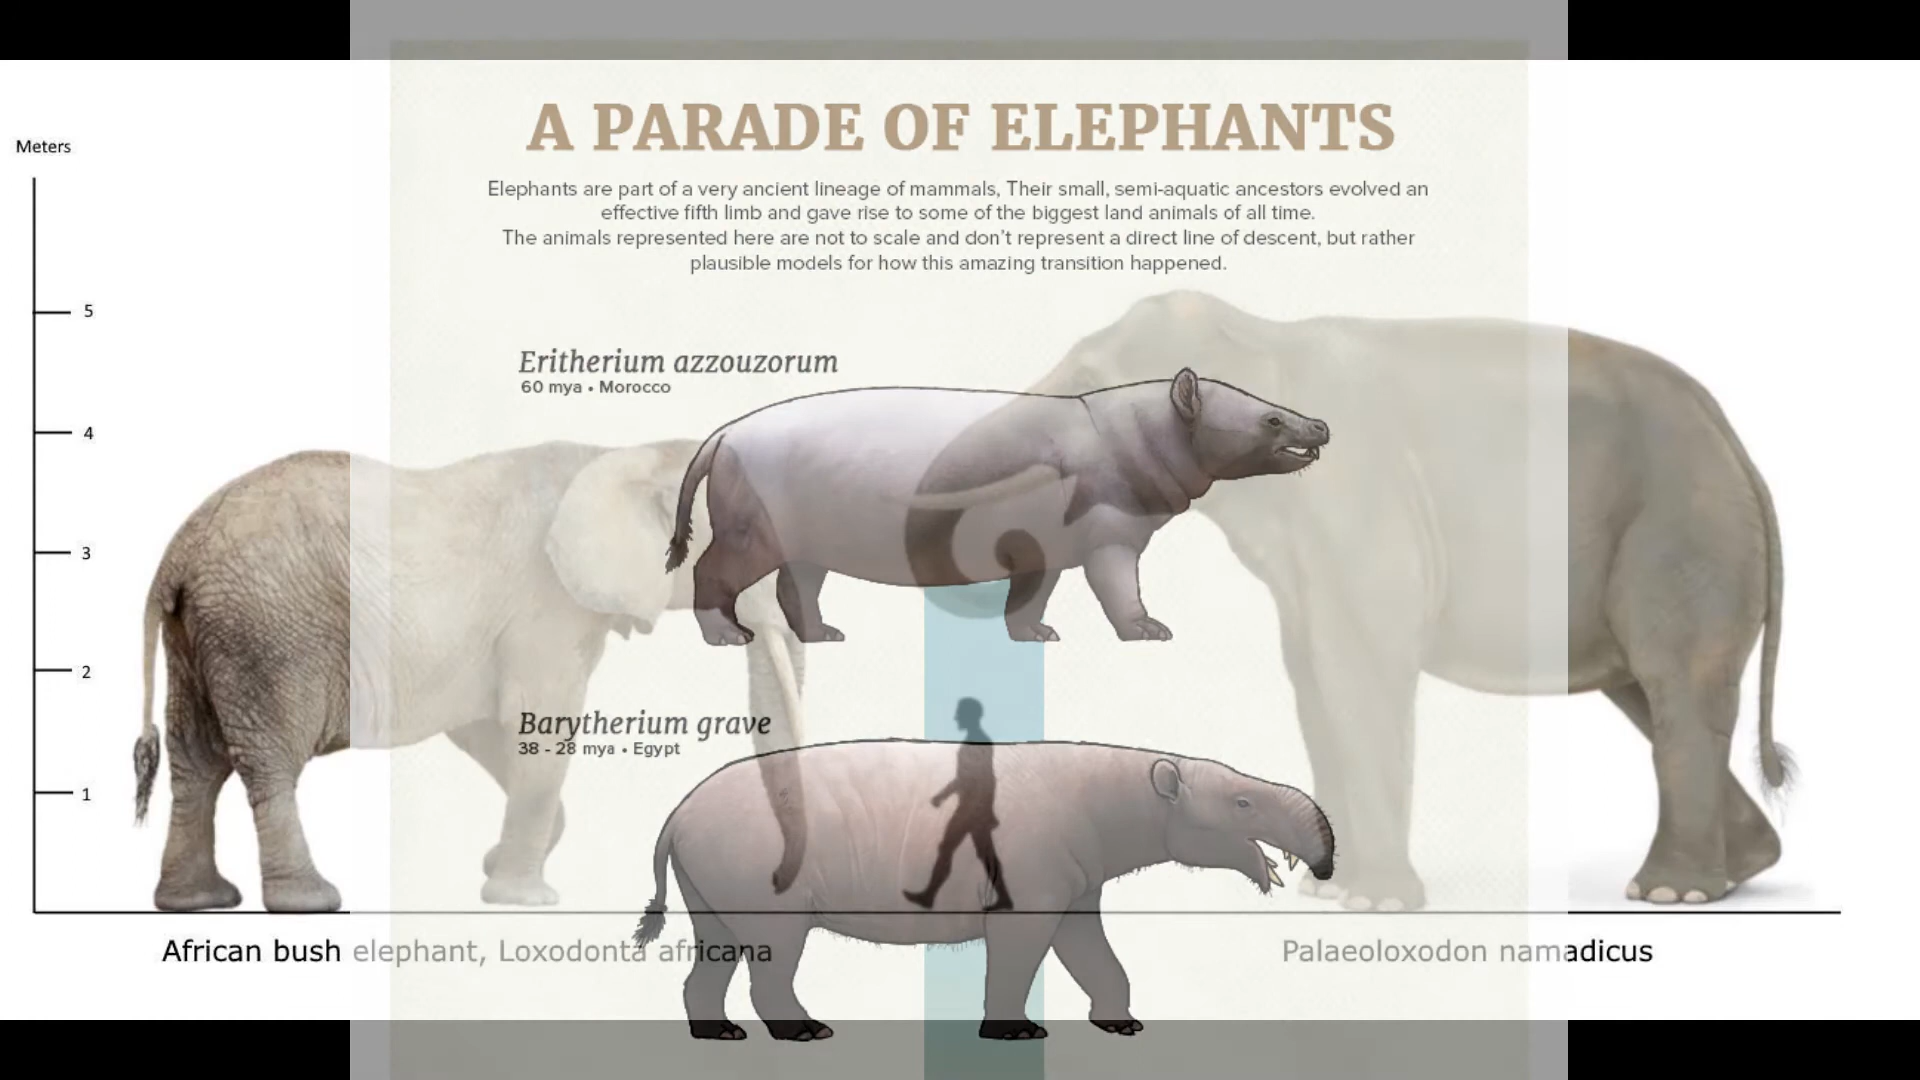 A PARADE OF ELEPHANTS
Meters
Elephants are part of a very ancient lineage of mammals, Their small, semi-aquatic ancestors evolved an
effective fifth limb and gave rise to some of the biggest land animals of all time.
The animals represented here are not to scale and don't represent a direct line of descent, but rather
plausible models for how this amazing transition happened.
5
Eritherium azzouzorum
60 mya • Morocco
4
3
2
Barytherium grave
38 - 28 mya • Egypt
1
African bush elephant, Loxodonta africana
Palaeoloxodon namadicus